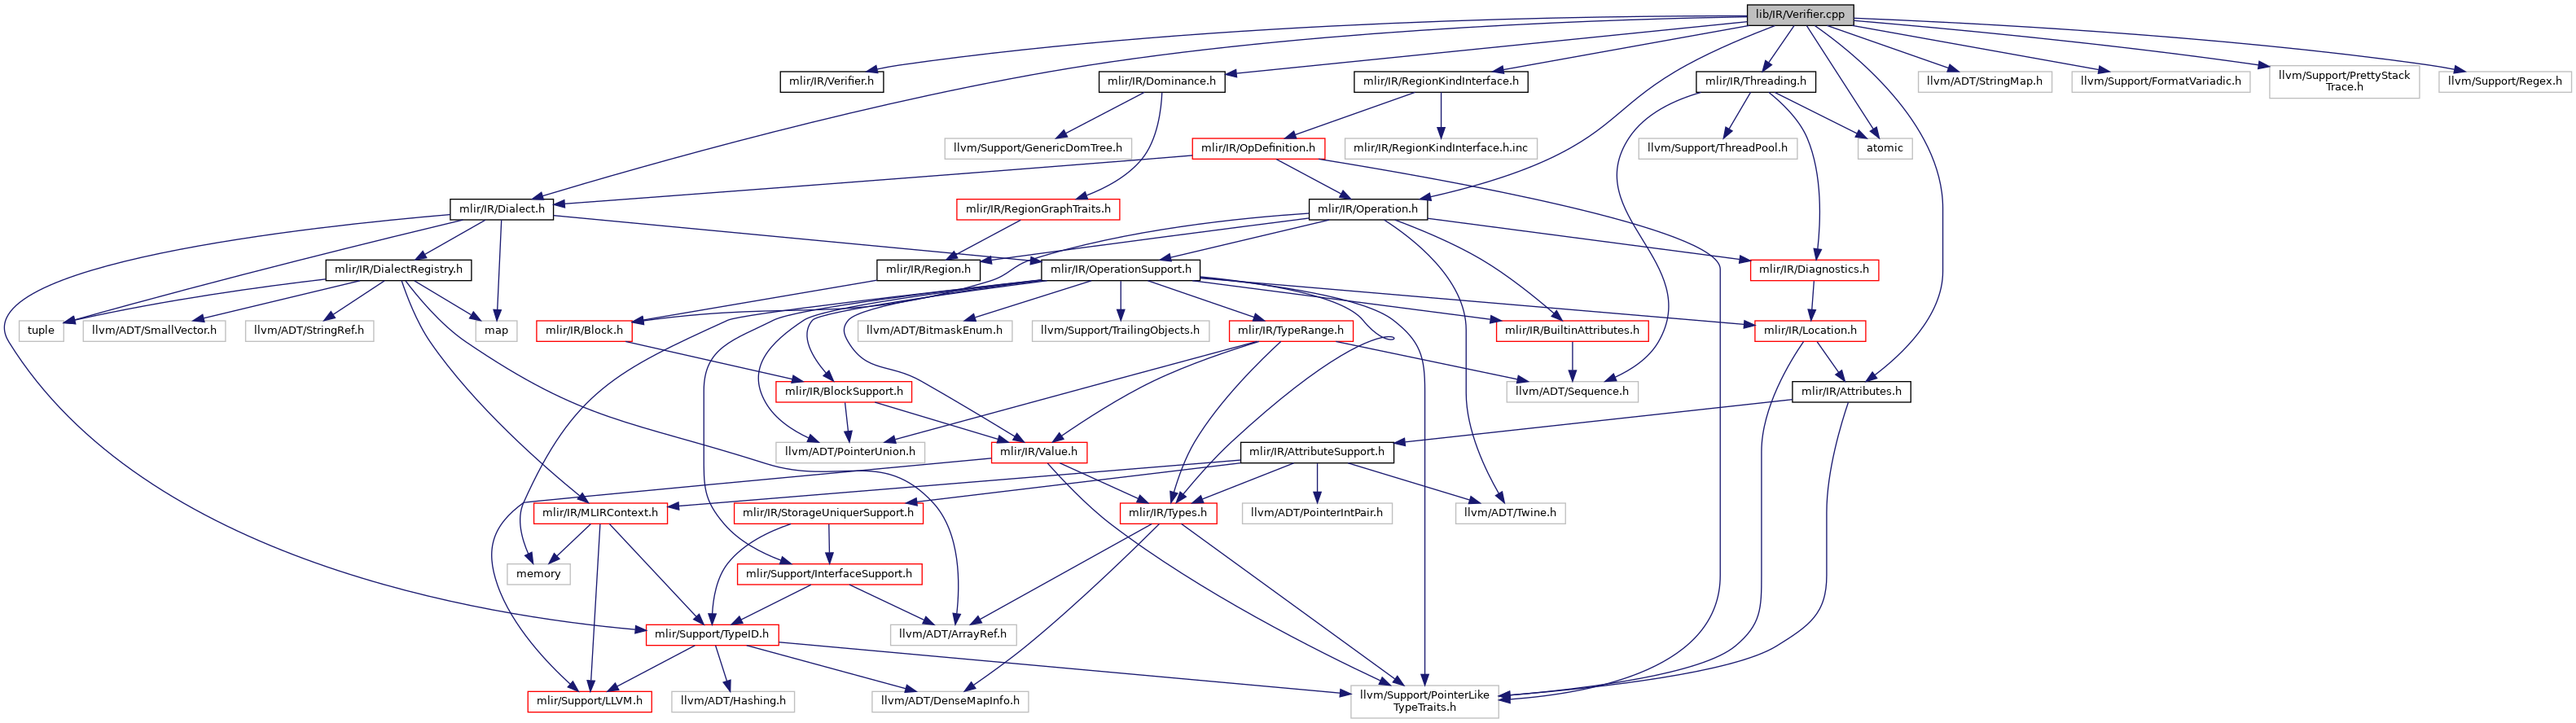 lib/IR/Verifier.cpp
mlir/IR/Verifier.h
mlir/IR/Dominance.h
mlir/IR/RegionKindInterface.h
mlir/IR/Threading.h
llvm/ADT/StringMap.h
llvm/Support/FormatVariadic.h
llvm/Support/PrettyStack
Trace.h
llvm/Support/Regex.h
llvm/Support/GenericDomTree.h
mlir/IR/OpDefinition.h
mlir/IR/RegionKindInterface.h.inc
llvm/Support/ThreadPool.h
atomic
mlir/IR/Dialect.h
mlir/IR/RegionGraphTraits.h
mlir/IR/Operation.h
mlir/IR/DialectRegistry.h
mlir/IR/Region.h
mlir/IR/OperationSupport.h
mlir/IR/Diagnostics.h
tuple
llvm/ADT/SmallVector.h
llvm/ADT/StringRef.h
map
mlir/IR/Block.h
llvm/ADT/BitmaskEnum.h
llvm/Support/TrailingObjects.h
mlir/IR/TypeRange.h
mlir/IR/BuiltinAttributes.h
mlir/IR/Location.h
mlir/IR/BlockSupport.h
llvm/ADT/Sequence.h
mlir/IR/Attributes.h
llvm/ADT/PointerUnion.h
mlir/IR/Value.h
mlir/IR/AttributeSupport.h
mlir/IR/MLIRContext.h
mlir/IR/StorageUniquerSupport.h
mlir/IR/Types.h
llvm/ADT/PointerIntPair.h
llvm/ADT/Twine.h
memory
mlir/Support/InterfaceSupport.h
mlir/Support/TypeID.h
llvm/ADT/ArrayRef.h
mlir/Support/LLVM.h
llvm/ADT/Hashing.h
llvm/ADT/DenseMapInfo.h
llvm/Support/PointerLike
TypeTraits.h